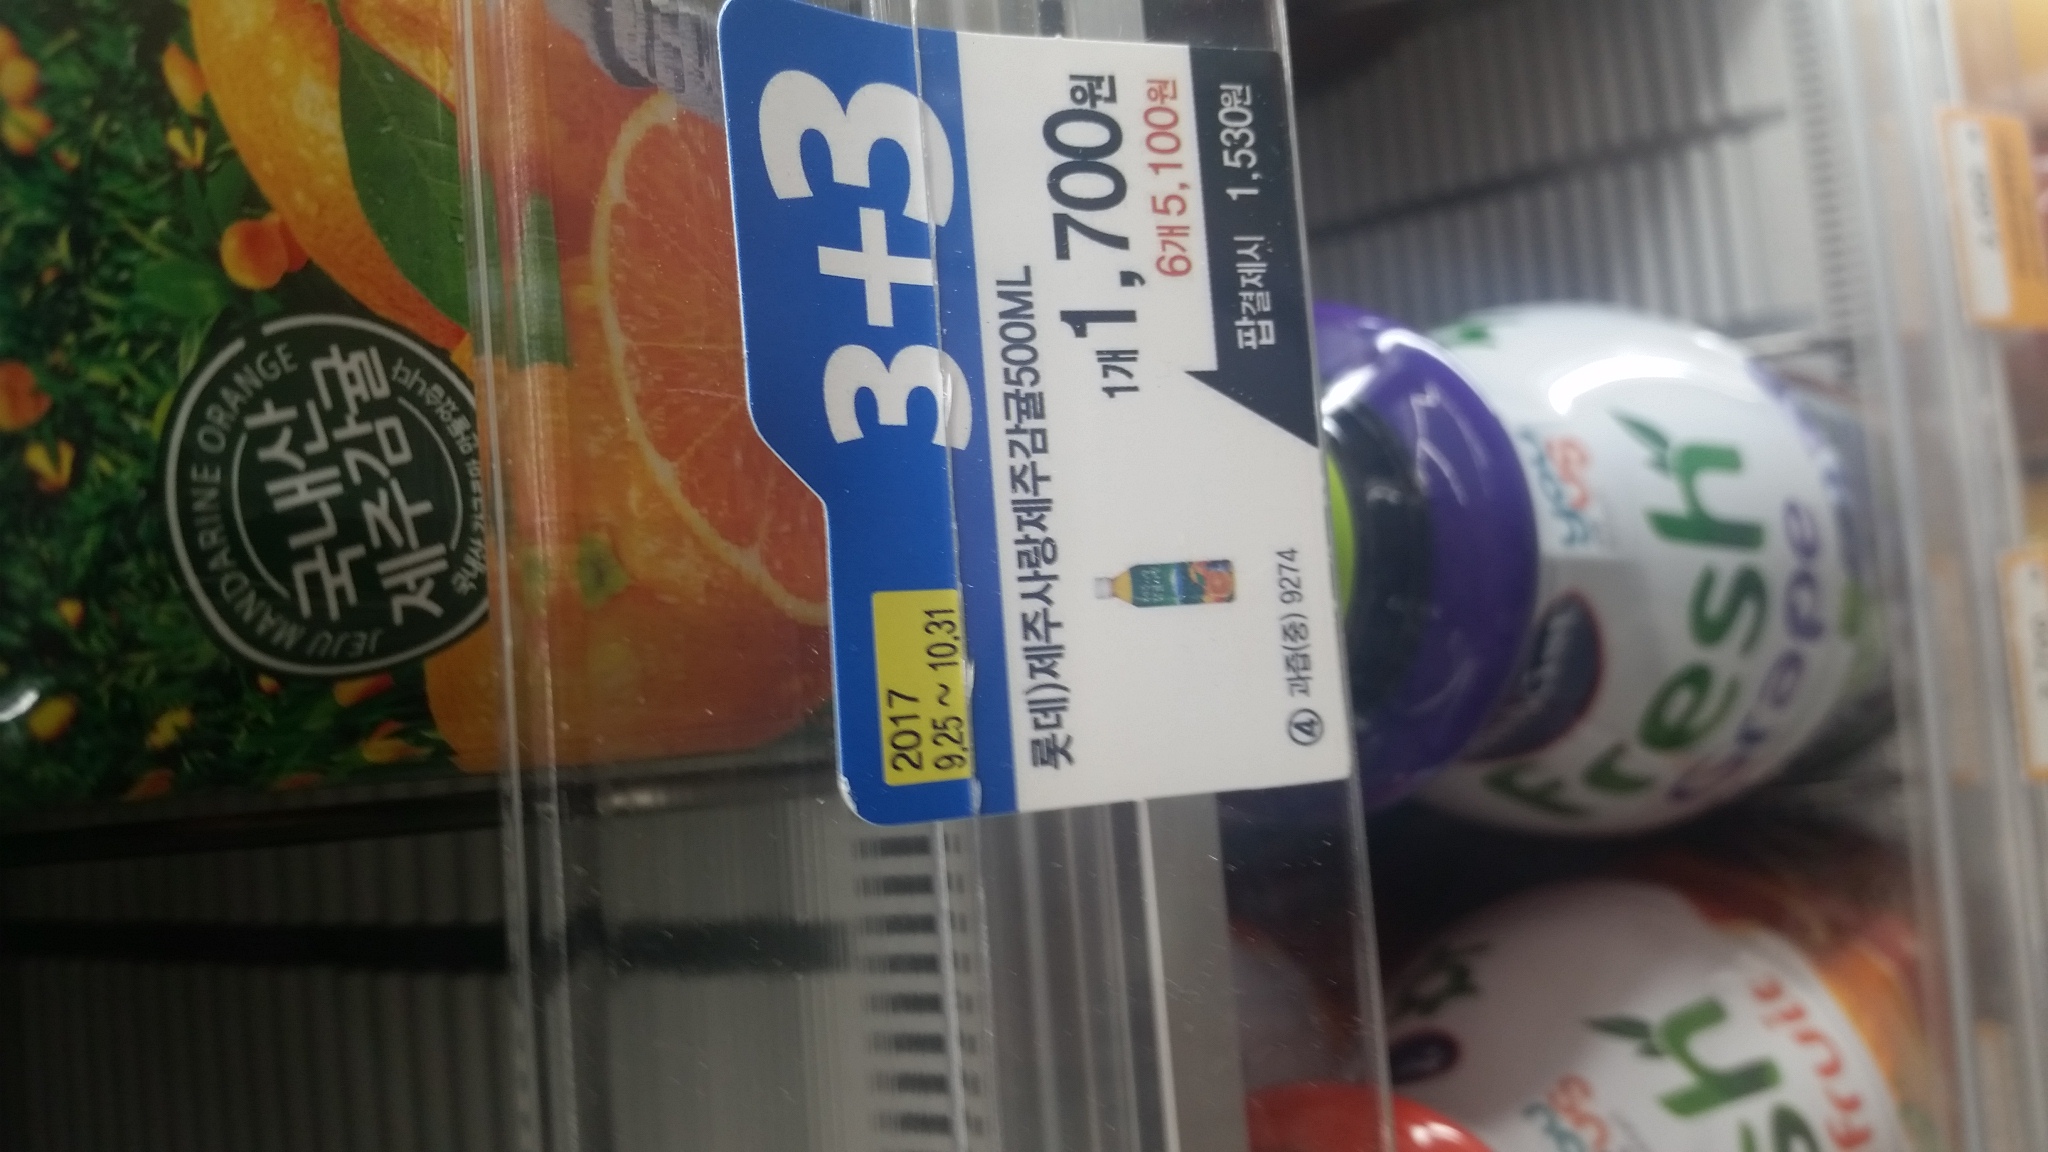 3+3
2017
9.25 ~ 10.31
롯데)제주사랑제주감귤500ML
1개 1,700원
6개 5,100원
팝결제시 1,530원
④ 과즙(중) 9274
JEJU MANDARINE ORANGE
국내산
제주감귤
you us
Fresh
Grape
sh
Fruit